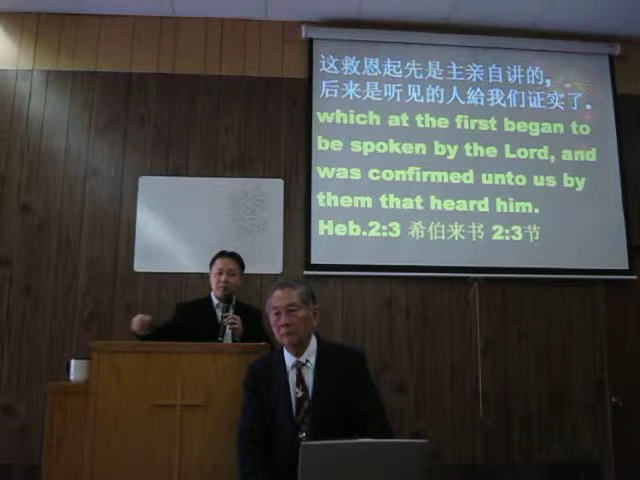 这救恩起先是主亲自讲的,
后来是听见的人給我们证实了.
which at the first began to
be spoken by the Lord, and
was confirmed unto us by
them that heard him.
Heb.2:3 希伯来书 2:3节